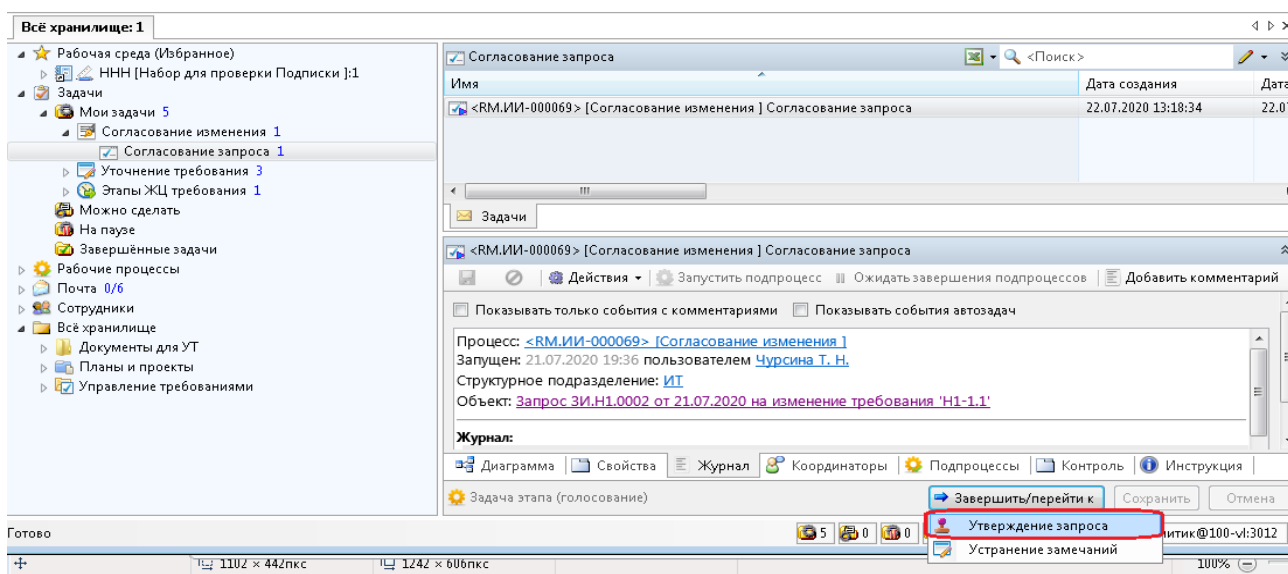 Всё хранилище: 1
Рабочая среда (Избранное)
ННН [Набор для проверки Подписки ]:1
Задачи
Мои задачи 5
Согласование изменения 1
Согласование запроса 1
Уточнение требования 3
Этапы ЖЦ требования 1
Можно сделать
На паузе
Завершённые задачи
Рабочие процессы
Почта 0/6
Сотрудники
Всё хранилище
Документы для УТ
Планы и проекты
Управление требованиями
Согласование запроса <Поиск>
Имя Дата создания Дата
<RM.ИИ-000069> [Согласование изменения ] Согласование запроса 22.07.2020 13:18:34 22.0
Задачи
<RM.ИИ-000069> [Согласование изменения ] Согласование запроса
Действия Запустить подпроцесс Ожидать завершения подпроцессов Добавить комментарий
Показывать только события с комментариями Показывать события автозадач
Процесс: <RM.ИИ-000069> [Согласование изменения ]
Запущен: 21.07.2020 19:36 пользователем Чурсина Т. Н.
Структурное подразделение: ИТ
Объект: Запрос ЗИ.Н1.0002 от 21.07.2020 на изменение требования 'Н1-1.1'
Журнал:
Диаграмма Свойства Журнал Координаторы Подпроцессы Контроль Инструкция
Задача этапа (голосование) Завершить/перейти к Сохранить Отмена
Утверждение запроса
Устранение замечаний
Готово 5 0 0 итик@100-vl:3012
1102 × 442пкс 1242 × 606пкс 100%